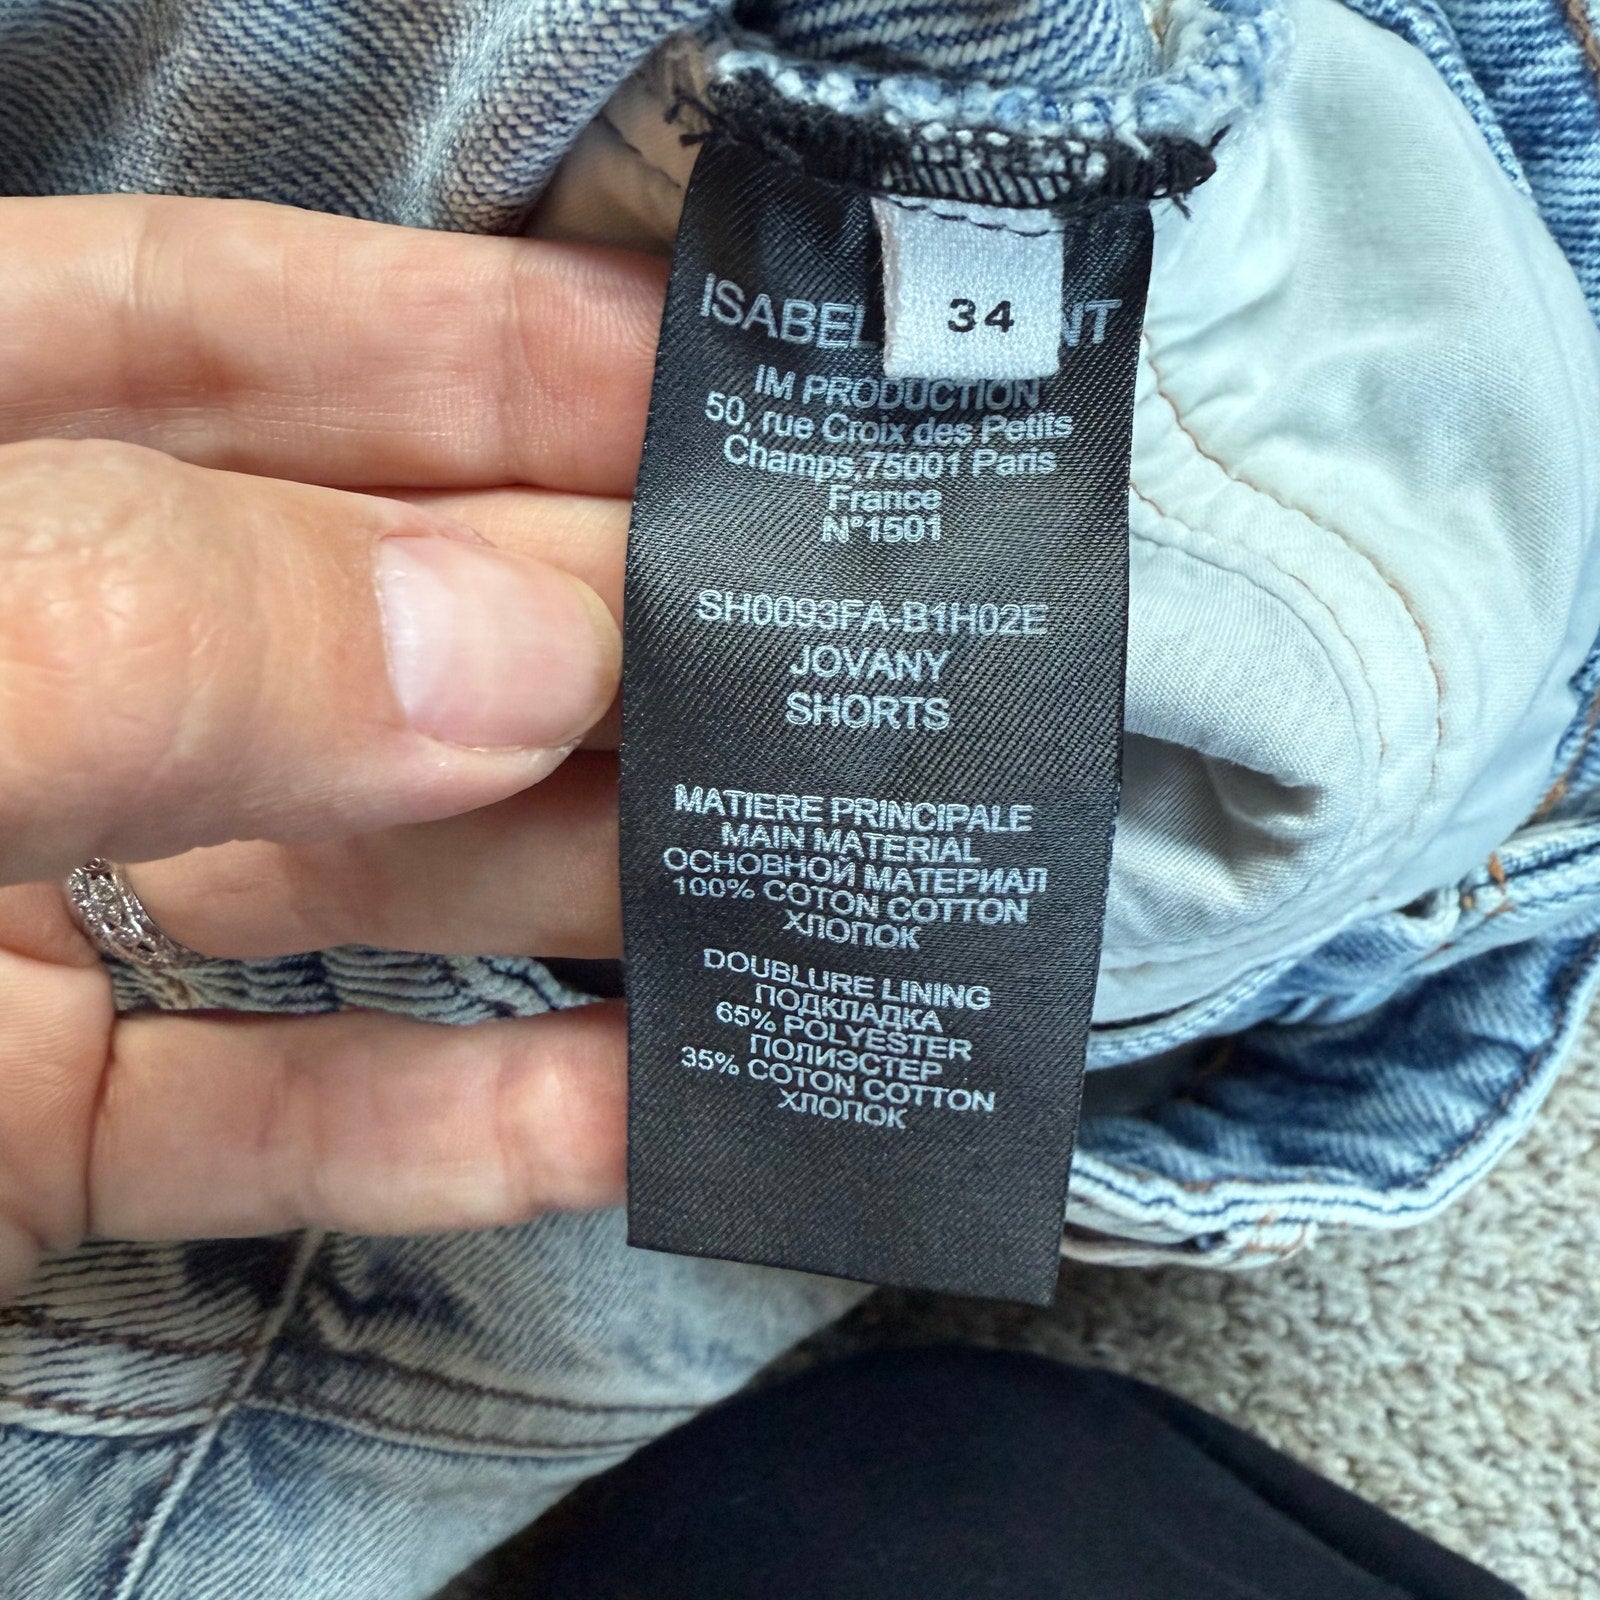 34
ISABEL NT
IM PRODUCTION
50, rue Croix des Petits
Champs,75001 Paris
France
N°1501
SH0093FA-B1H02E
JOVANY
SHORTS
MATIERE PRINCIPALE
MAIN MATERIAL
ОСНОВНОЙ МАТЕРИАЛ
100% COTON COTTON
ХЛОПОК
DOUBLURE LINING
ПОДКЛАДКА
65% POLYESTER
ПОЛИЭСТЕР
35% COTON COTTON
ХЛОПОК